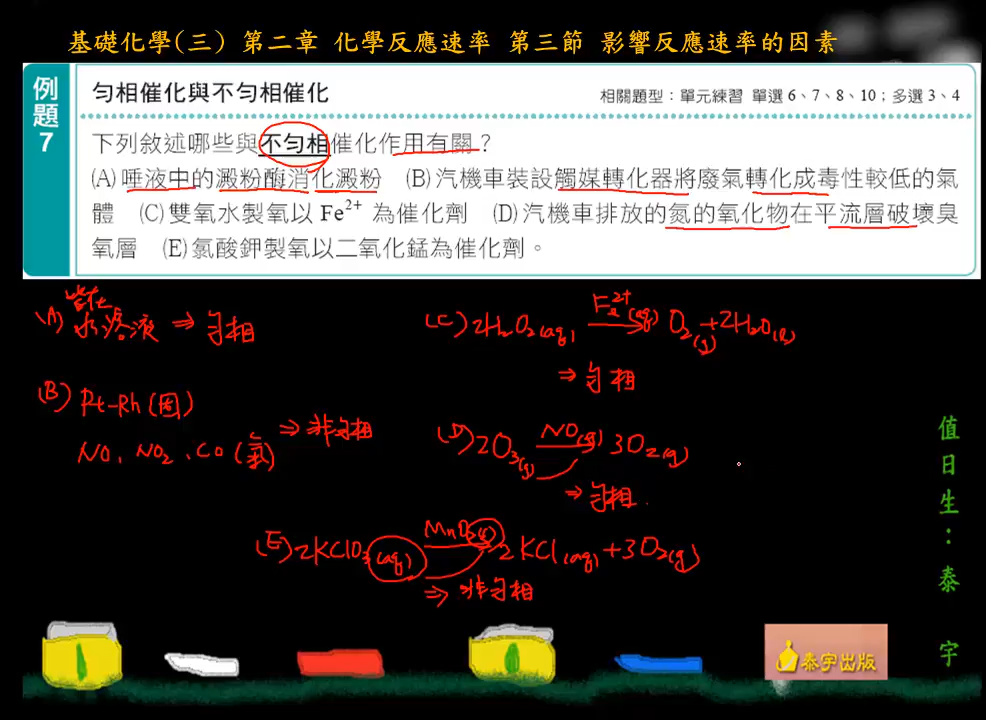 基礎化學(三) 第二章 化學反應速率 第三節 影響反應速率的因素
例題7
勻相催化與不勻相催化
相關題型：單元練習 單選 6、7、8、10；多選 3、4
下列敘述哪些與不勻相催化作用有關？
(A) 唾液中的澱粉酶消化澱粉 (B) 汽機車裝設觸媒轉化器將廢氣轉化成毒性較低的氣
體 (C) 雙氧水製氧以 Fe²⁺ 為催化劑 (D) 汽機車排放的氮的氧化物在平流層破壞臭
氧層 (E) 氯酸鉀製氧以二氧化錳為催化劑。
(A) 皆在
水溶液 ⇒ 勻相
(B) Pt-Rh (固)
NO、NO₂、CO (氣) ⇒ 非勻相
(C) 2H₂O₂(aq) Fe²⁺(aq)→ O₂(g) + 2H₂O(l)
⇒ 勻相
(D) 2O₃(g) NO(g)→ 3O₂(g)
⇒ 勻相.
(E) 2KClO₃(aq) MnO₂(s)→ 2KCl(aq) + 3O₂(g)
⇒ 非勻相
值日生：泰宇
泰宇出版